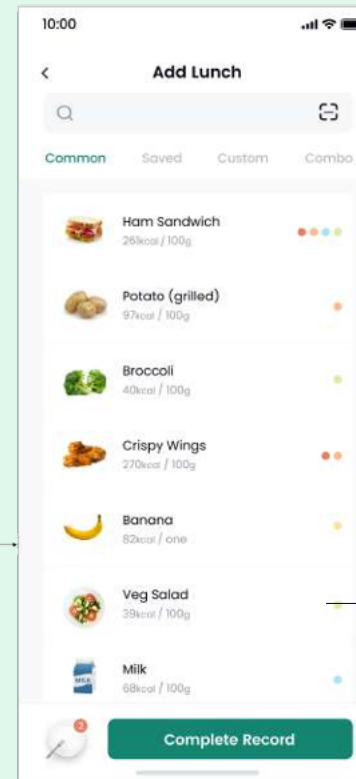 10:00
Add Lunch
Common Saved Custom Combo
Ham Sandwich
261kcal / 100g
Potato (grilled)
97kcal / 100g
Broccoli
40kcal / 100g
Crispy Wings
270kcal / 100g
Banana
82kcal / one
Veg Salad
39kcal / 100g
MILK
Milk
68kcal / 100g
2
Complete Record